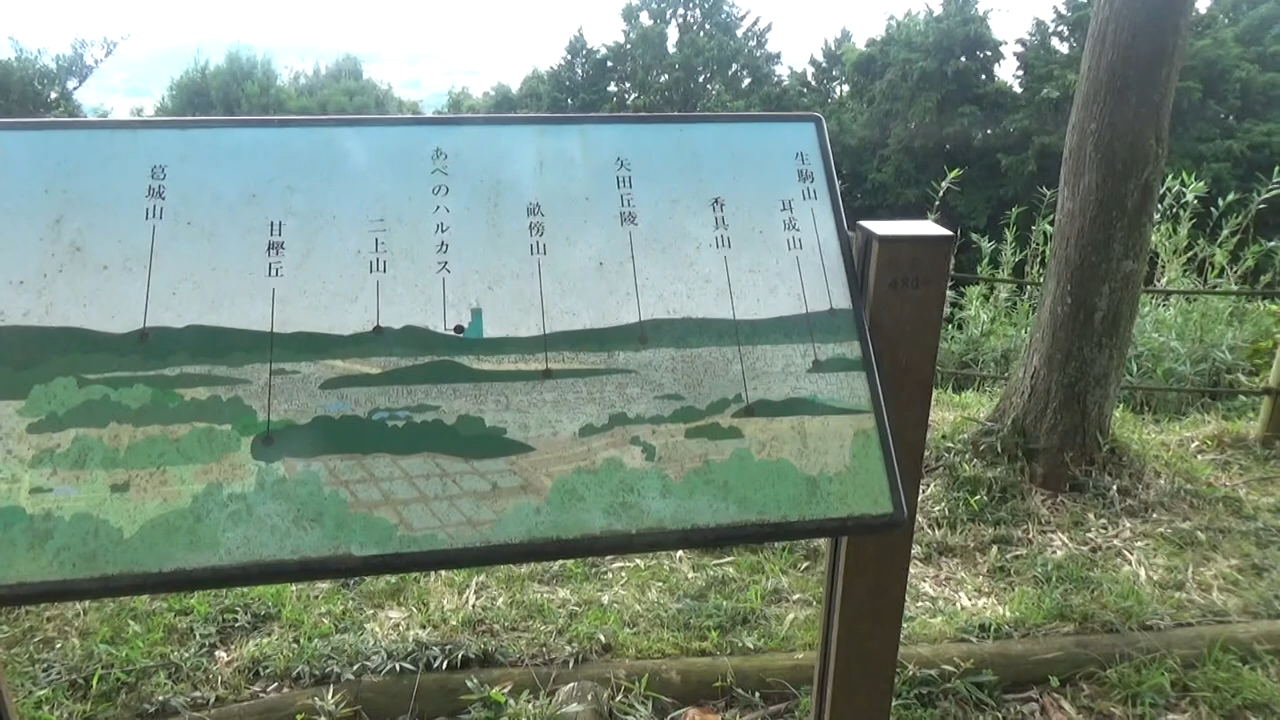 葛城山
甘樫丘
二上山
あべのハルカス
畝傍山
矢田丘陵
香具山
耳成山
生駒山